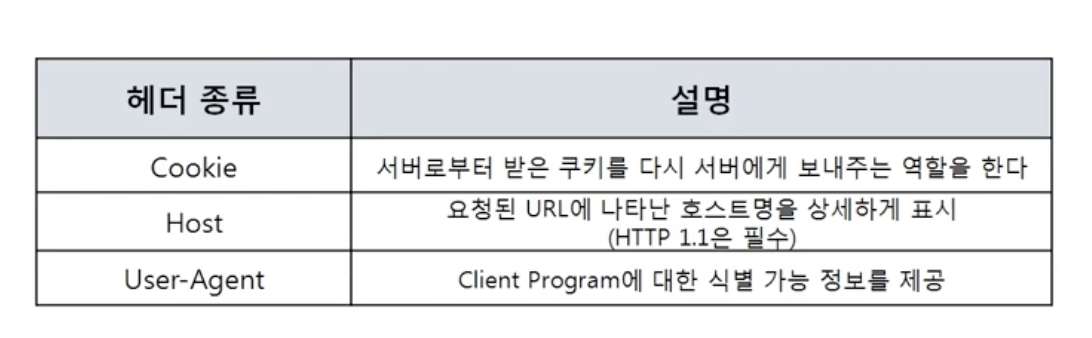 헤더 종류 설명
Cookie 서버로부터 받은 쿠키를 다시 서버에게 보내주는 역할을 한다
Host 요청된 URL에 나타난 호스트명을 상세하게 표시
(HTTP 1.1은 필수)
User-Agent Client Program에 대한 식별 가능 정보를 제공